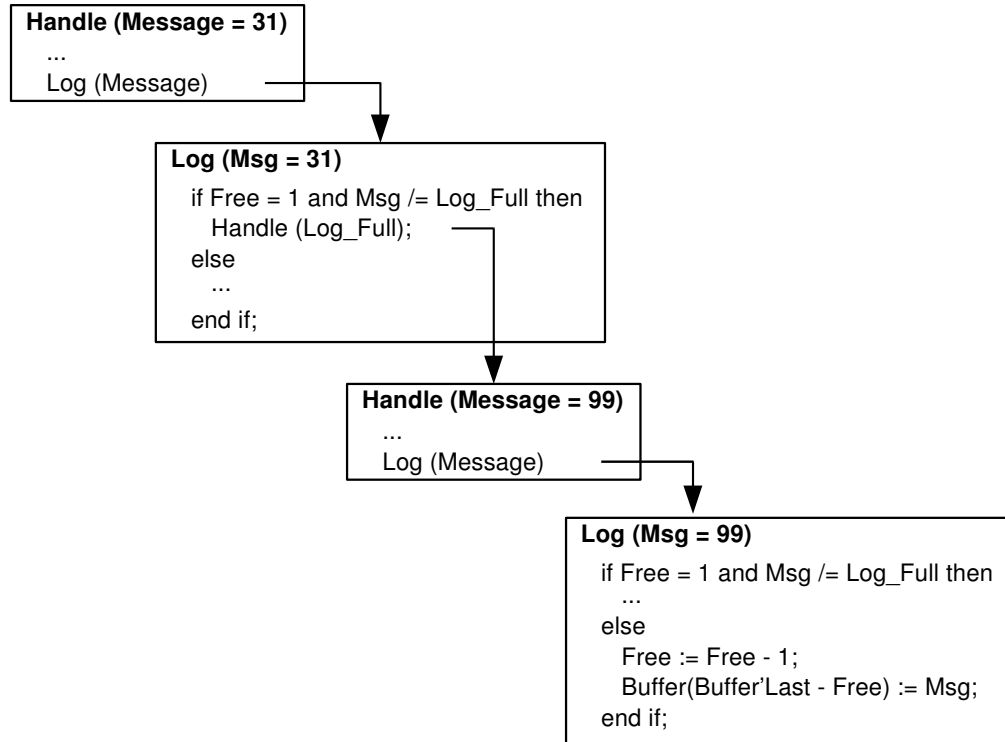 Handle (Message = 31)
...
Log (Message)
Log (Msg = 31)
if Free = 1 and Msg /= Log_Full then
Handle (Log_Full);
else
...
end if;
Handle (Message = 99)
...
Log (Message)
Log (Msg = 99)
if Free = 1 and Msg /= Log_Full then
...
else
Free := Free - 1;
Buffer(Buffer'Last - Free) := Msg;
end if;